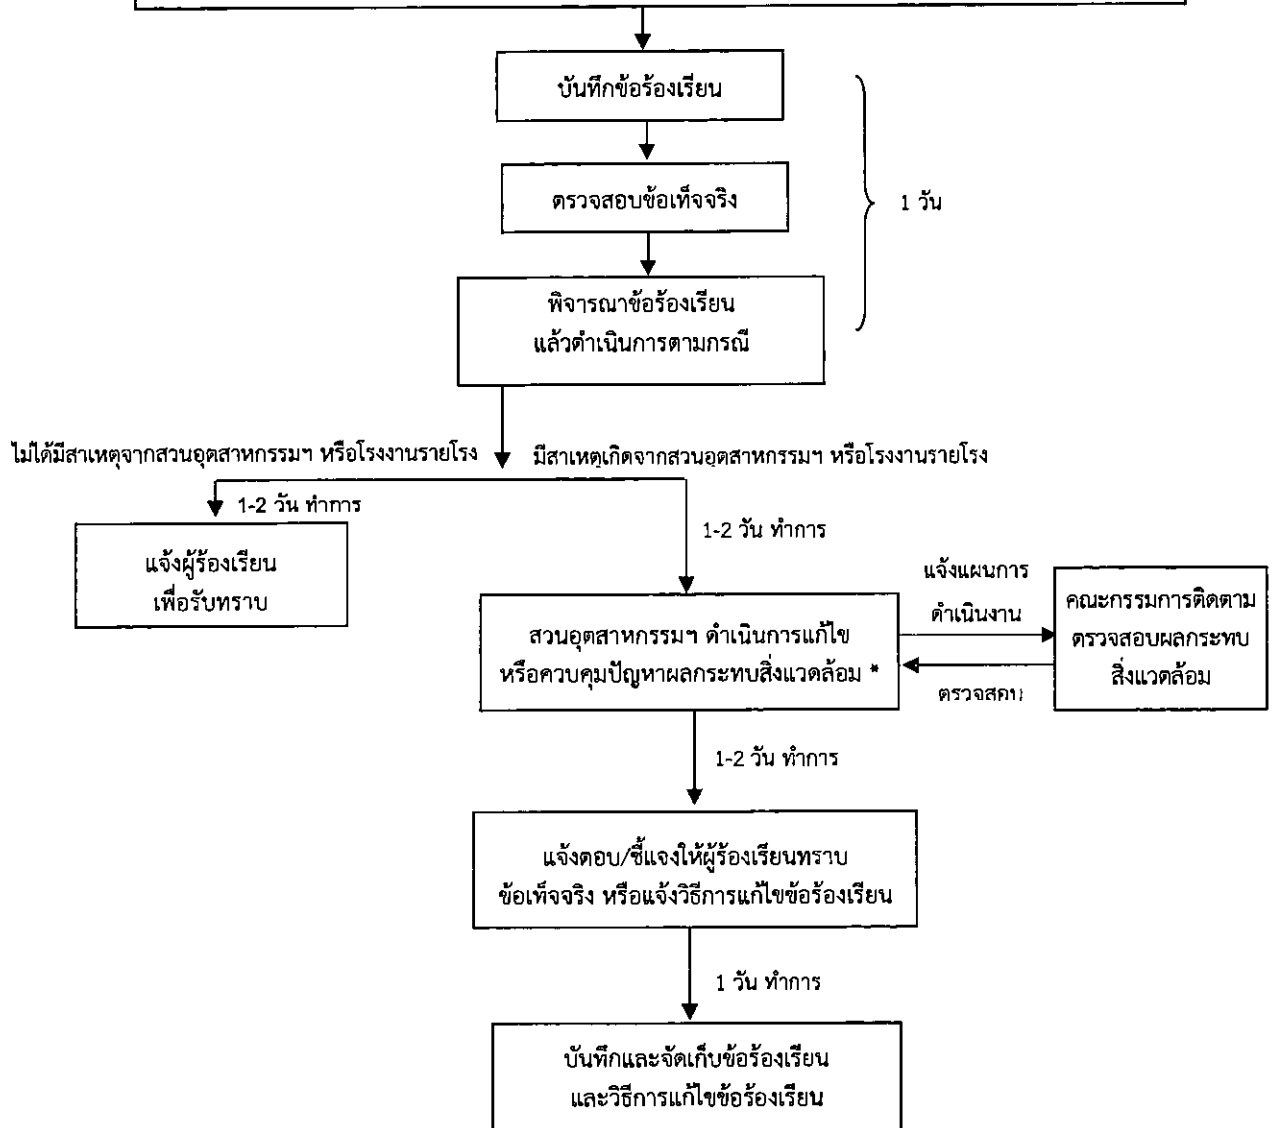 บันทึกข้อร้องเรียน
ตรวจสอบข้อเท็จจริง
1 วัน
พิจารณาข้อร้องเรียน
แล้วดำเนินการตามกรณี
ไม่ได้มีสาเหตุจากสวนอุตสาหกรรมฯ หรือโรงงานรายโรง
มีสาเหตุเกิดจากสวนอุตสาหกรรมฯ หรือโรงงานรายโรง
1-2 วัน ทำการ
แจ้งผู้ร้องเรียน
เพื่อรับทราบ
1-2 วัน ทำการ
สวนอุตสาหกรรมฯ ดำเนินการแก้ไข
หรือควบคุมปัญหาผลกระทบสิ่งแวดล้อม *
แจ้งแผนการ
ดำเนินงาน
ตรวจสอบ
คณะกรรมการติดตาม
ตรวจสอบผลกระทบ
สิ่งแวดล้อม
1-2 วัน ทำการ
แจ้งตอบ/ชี้แจงให้ผู้ร้องเรียนทราบ
ข้อเท็จจริง หรือแจ้งวิธีการแก้ไขข้อร้องเรียน
1 วัน ทำการ
บันทึกและจัดเก็บข้อร้องเรียน
และวิธีการแก้ไขข้อร้องเรียน